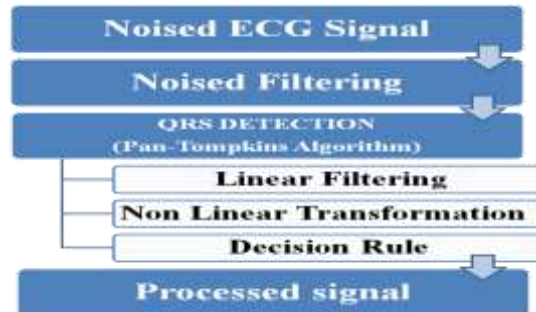 Noised ECG Signal
Noised Filtering
QRS DETECTION
(Pan-Tompkins Algorithm)
Linear Filtering
Non Linear Transformation
Decision Rule
Processed signal